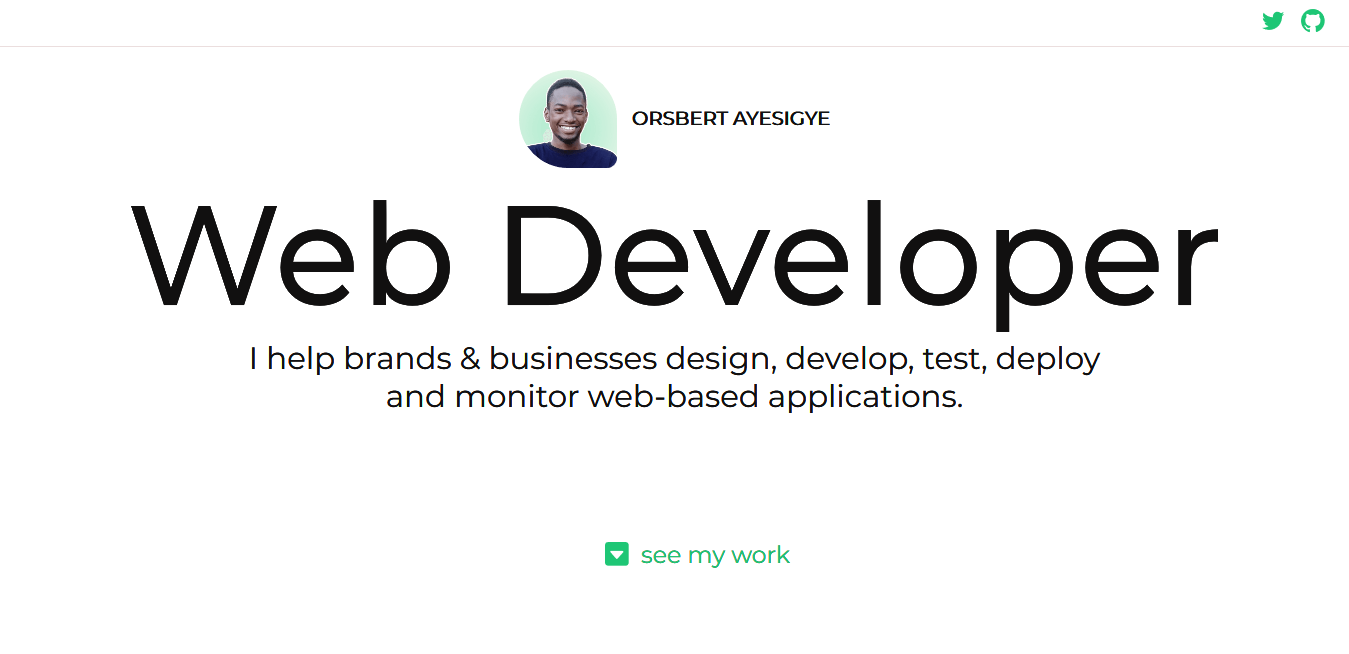 ORSBERT AYESIGYE
Web Developer
I help brands & businesses design, develop, test, deploy
and monitor web-based applications.
see my work